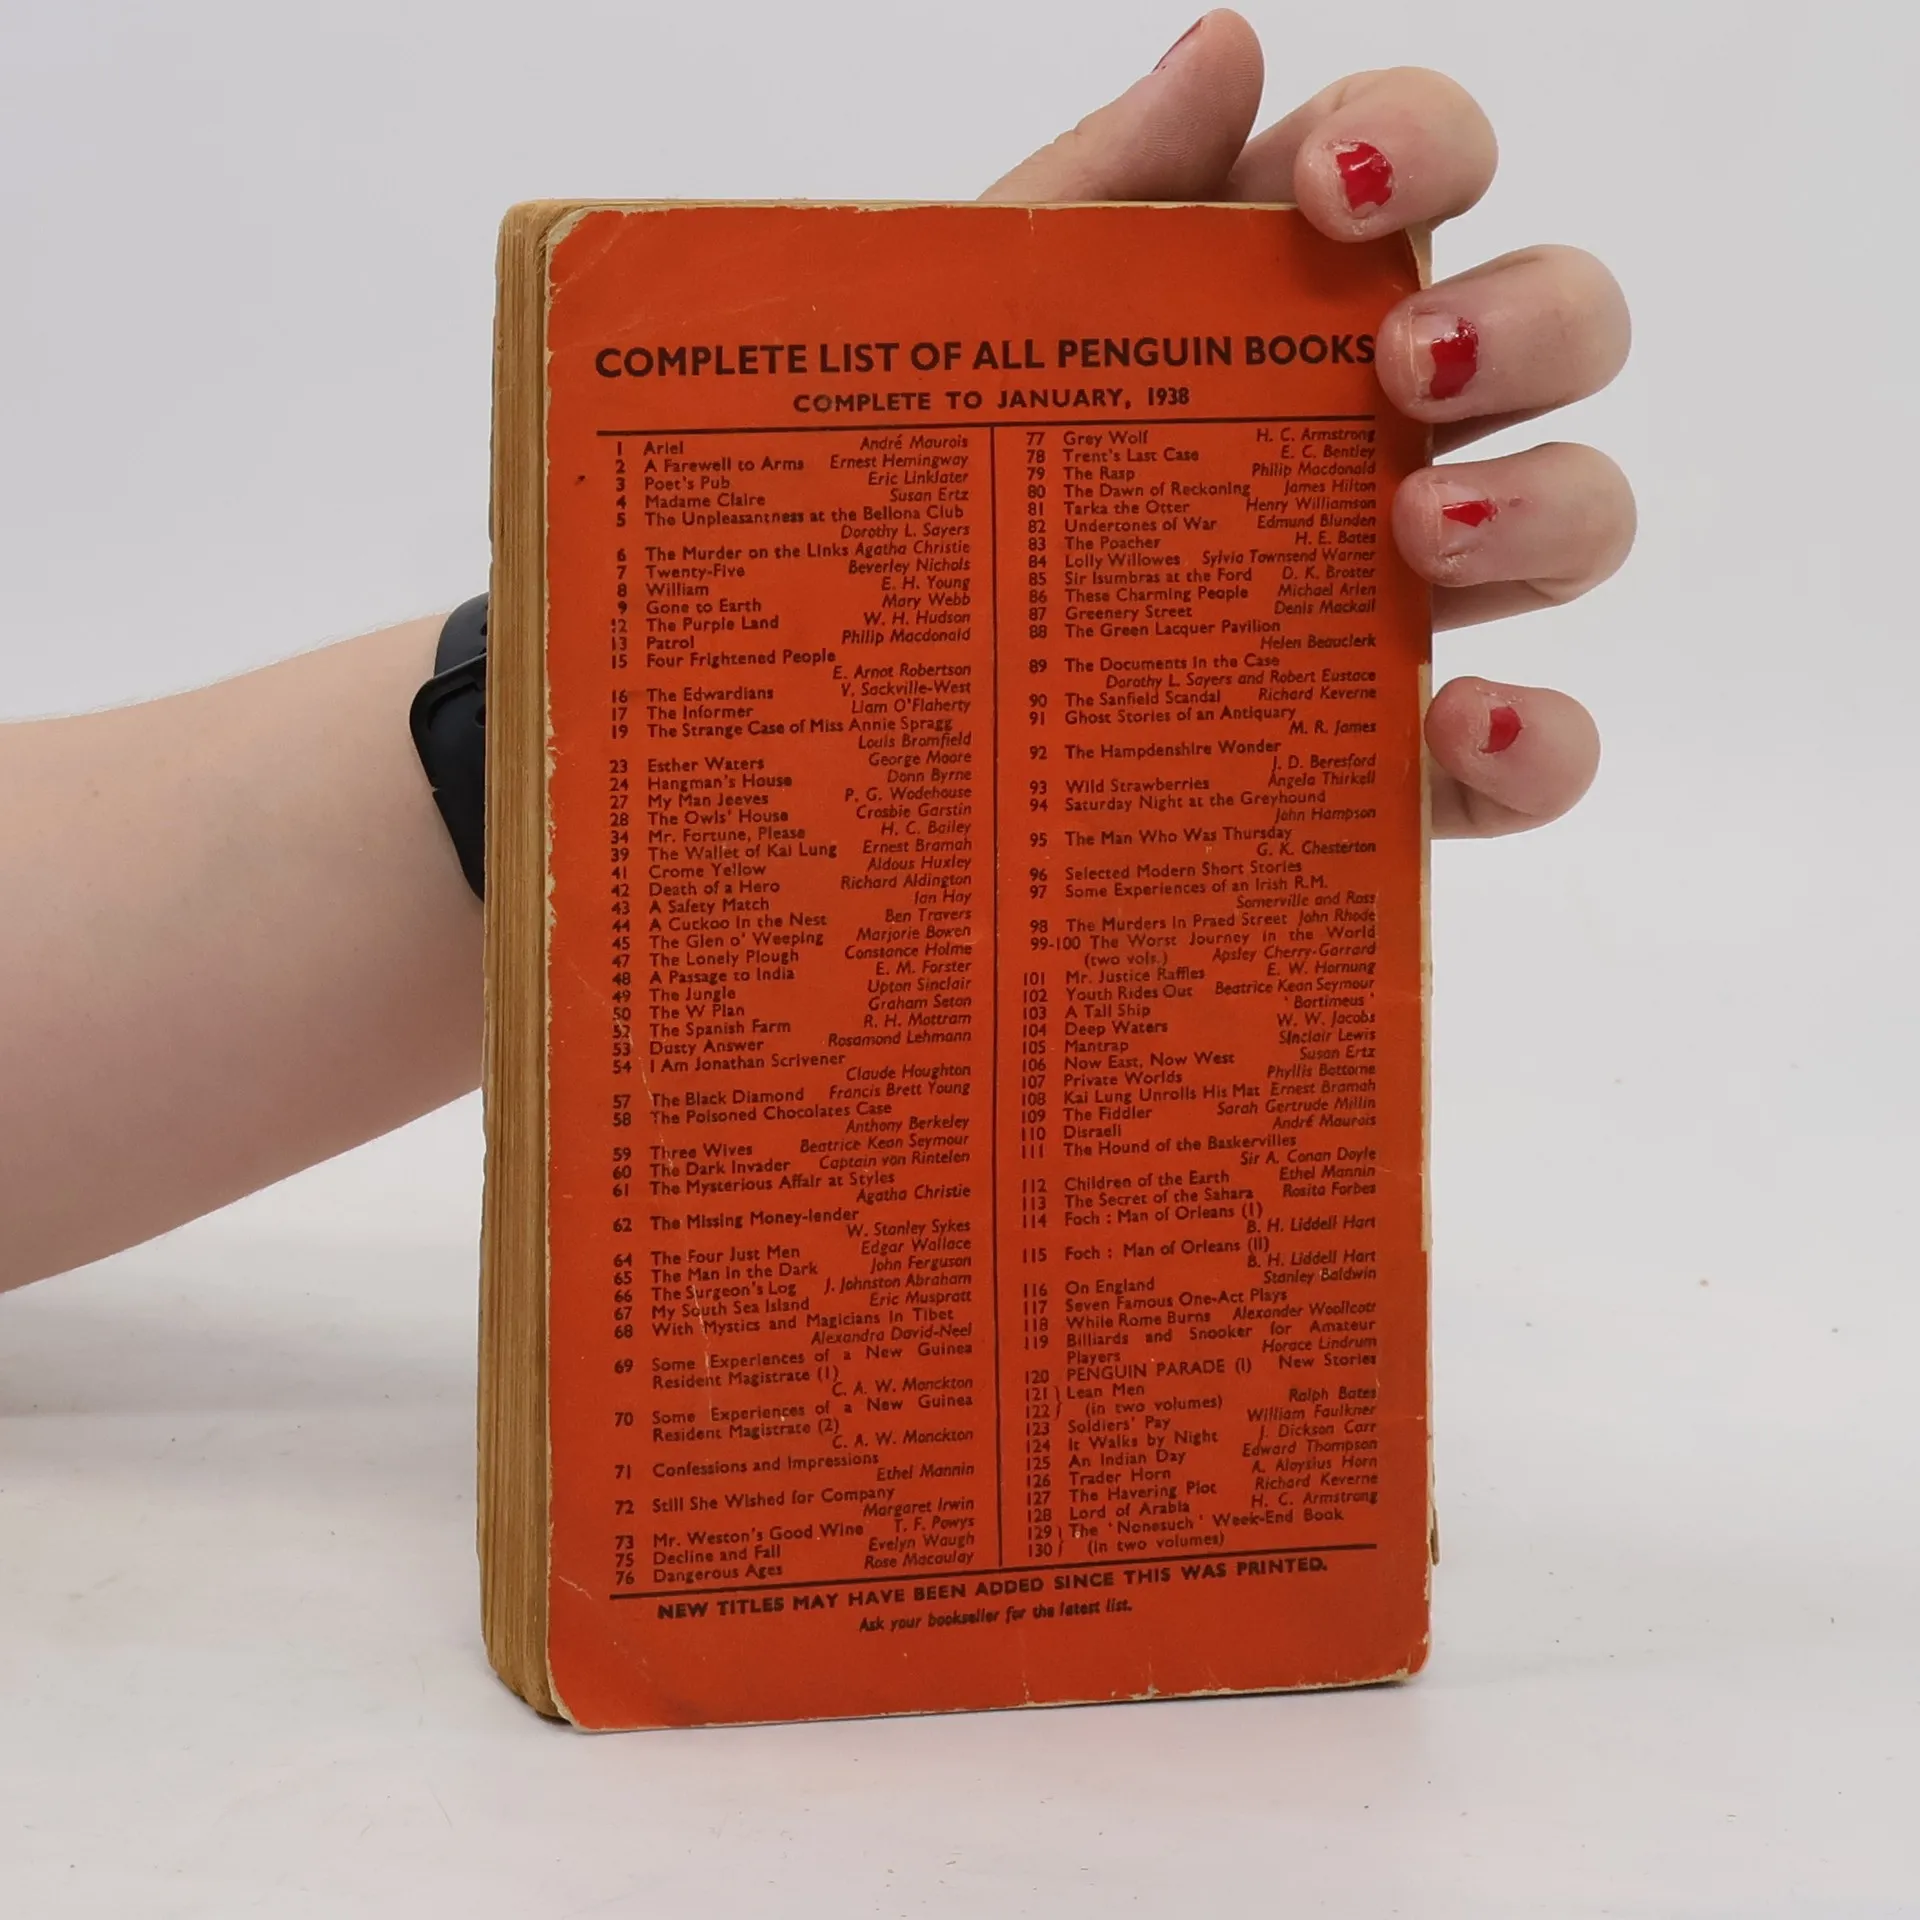 COMPLETE LIST OF ALL PENGUIN BOOKS
COMPLETE TO JANUARY, 1938
1 Ariel André Maurois
2 A Farewell to Arms Ernest Hemingway
3 Poet's Pub Eric Linklater
4 Madame Claire Susan Ertz
5 The Unpleasantness at the Bellona Club
Dorothy L. Sayers
6 The Murder on the Links Agatha Christie
7 Twenty-Five Beverley Nichols
8 William E. H. Young
9 Gone to Earth Mary Webb
12 The Purple Land W. H. Hudson
13 Patrol Philip Macdonald
15 Four Frightened People
E. Arnot Robertson
16 The Edwardians V. Sackville-West
17 The Informer Liam O'Flaherty
19 The Strange Case of Miss Annie Spragg
Louis Bromfield
23 Esther Waters George Moore
24 Hangman's House Donn Byrne
27 My Man Jeeves P. G. Wodehouse
28 The Owls' House Crosbie Garstin
34 Mr. Fortune, Please H. C. Bailey
39 The Wallet of Kai Lung Ernest Bramah
41 Crome Yellow Aldous Huxley
42 Death of a Hero Richard Aldington
43 A Safety Match Ian Hay
44 A Cuckoo in the Nest Ben Travers
45 The Glen o' Weeping Marjorie Bowen
47 The Lonely Plough Constance Holme
48 A Passage to India E. M. Forster
49 The Jungle Upton Sinclair
50 The W Plan Graham Seton
52 The Spanish Farm R. H. Mottram
53 Dusty Answer Rosamond Lehmann
54 I Am Jonathan Scrivener
Claude Houghton
57 The Black Diamond Francis Brett Young
58 The Poisoned Chocolates Case
Anthony Berkeley
59 Three Wives Beatrice Kean Seymour
60 The Dark Invader Captain von Rintelen
61 The Mysterious Affair at Styles
Agatha Christie
62 The Missing Money-lender
W. Stanley Sykes
64 The Four Just Men Edgar Wallace
65 The Man in the Dark John Ferguson
66 The Surgeon's Log J. Johnston Abraham
67 My South Sea Island Eric Muspratt
68 With Mystics and Magicians in Tibet
Alexandra David-Neel
69 Some Experiences of a New Guinea
Resident Magistrate (1)
C. A. W. Monckton
70 Some Experiences of a New Guinea
Resident Magistrate (2)
C. A. W. Monckton
71 Confessions and Impressions
Ethel Mannin
72 Still She Wished for Company
Margaret Irwin
73 Mr. Weston's Good Wine T. F. Powys
75 Decline and Fall Evelyn Waugh
76 Dangerous Ages Rose Macaulay
77 Grey Wolf H. C. Armstrong
78 Trent's Last Case E. C. Bentley
79 The Rasp Philip Macdonald
80 The Dawn of Reckoning James Hilton
81 Tarka the Otter Henry Williamson
82 Undertones of War Edmund Blunden
83 The Poacher H. E. Bates
84 Lolly Willowes Sylvia Townsend Warner
85 Sir Isumbras at the Ford D. K. Broster
86 These Charming People Michael Arlen
87 Greenery Street Denis Mackail
88 The Green Lacquer Pavilion
Helen Beauclerk
89 The Documents in the Case
Dorothy L. Sayers and Robert Eustace
90 The Sanfield Scandal Richard Keverne
91 Ghost Stories of an Antiquary
M. R. James
92 The Hampdenshire Wonder
J. D. Beresford
93 Wild Strawberries Angela Thirkell
94 Saturday Night at the Greyhound
John Hampson
95 The Man Who Was Thursday
G. K. Chesterton
96 Selected Modern Short Stories
97 Some Experiences of an Irish R.M.
Somerville and Ross
98 The Murders in Praed Street John Rhode
99-100 The Worst Journey in the World
(two vols.) Apsley Cherry-Garrard
101 Mr. Justice Raffles E. W. Hornung
102 Youth Rides Out Beatrice Kean Seymour
103 A Tall Ship 'Bartimeus'
104 Deep Waters W. W. Jacobs
105 Mantrap Sinclair Lewis
106 Now East, Now West Susan Ertz
107 Private Worlds Phyllis Bottome
108 Kai Lung Unrolls His Mat Ernest Bramah
109 The Fiddler Sarah Gertrude Millin
110 Disraeli André Maurois
111 The Hound of the Baskervilles
Sir A. Conan Doyle
112 Children of the Earth Ethel Mannin
113 The Secret of the Sahara Rosita Forbes
114 Foch : Man of Orleans (I)
B. H. Liddell Hart
115 Foch : Man of Orleans (II)
B. H. Liddell Hart
116 On England Stanley Baldwin
117 Seven Famous One-Act Plays
118 While Rome Burns Alexander Woollcott
119 Billiards and Snooker for Amateur
Players Horace Lindrum
120 PENGUIN PARADE (I) New Stories
121 } Lean Men Ralph Bates
122 } (in two volumes)
123 Soldiers' Pay William Faulkner
124 It Walks by Night J. Dickson Carr
125 An Indian Day Edward Thompson
126 Trader Horn A. Aloysius Horn
127 The Havering Plot Richard Keverne
128 Lord of Arabia H. C. Armstrong
129 } The 'Nonesuch' Week-End Book
130 } (in two volumes)
NEW TITLES MAY HAVE BEEN ADDED SINCE THIS WAS PRINTED.
Ask your bookseller for the latest list.